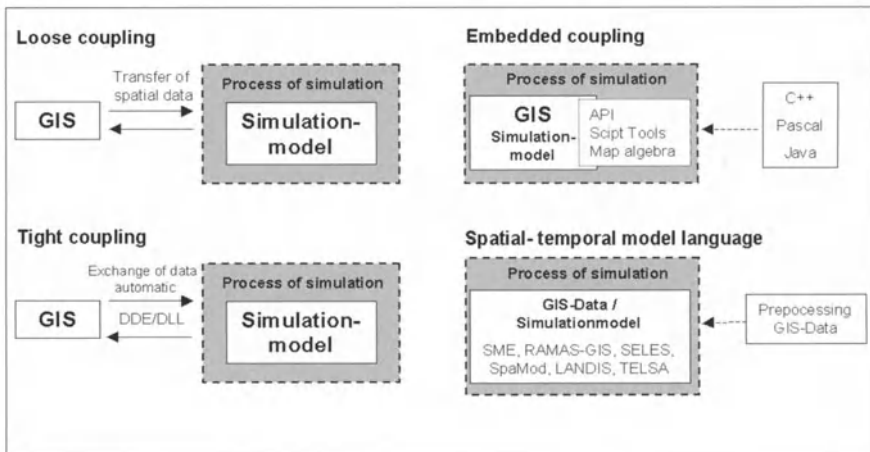 Loose coupling
Transfer of
spatial data
GIS
Process of simulation
Simulation-
model
Embedded coupling
Process of simulation
GIS
Simulation-
model
API
Scipt Tools
Map algebra
C++
Pascal
Java
Tight coupling
Exchange of data
automatic
GIS
DDE/DLL
Process of simulation
Simulation-
model
Spatial- temporal model language
Process of simulation
GIS-Data /
Simulationmodel
SME, RAMAS-GIS, SELES,
SpaMod, LANDIS, TELSA
Prepocessing
GIS-Data